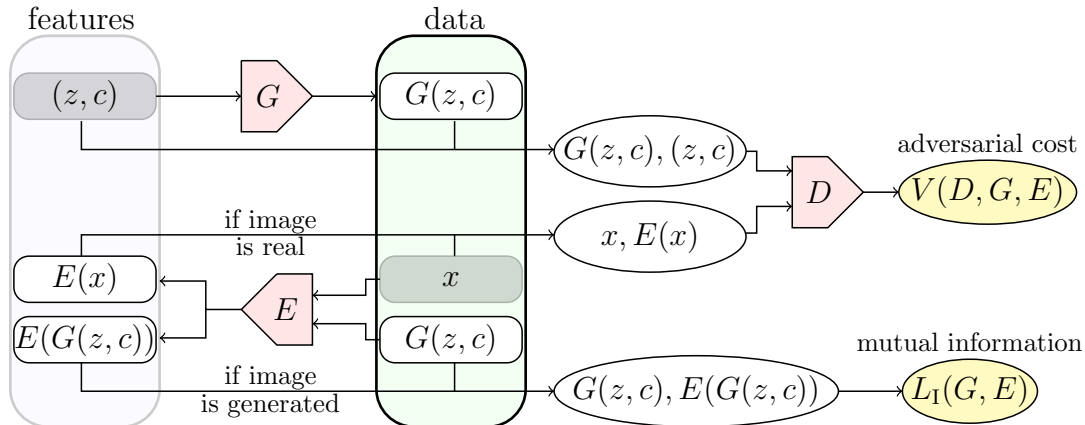 features
data
(z, c)
G
G(z, c)
G(z, c), (z, c)
adversarial cost
D
V(D, G, E)
if image
is real
x, E(x)
E(x)
x
E
E(G(z, c))
G(z, c)
mutual information
if image
is generated
G(z, c), E(G(z, c))
L_I(G, E)